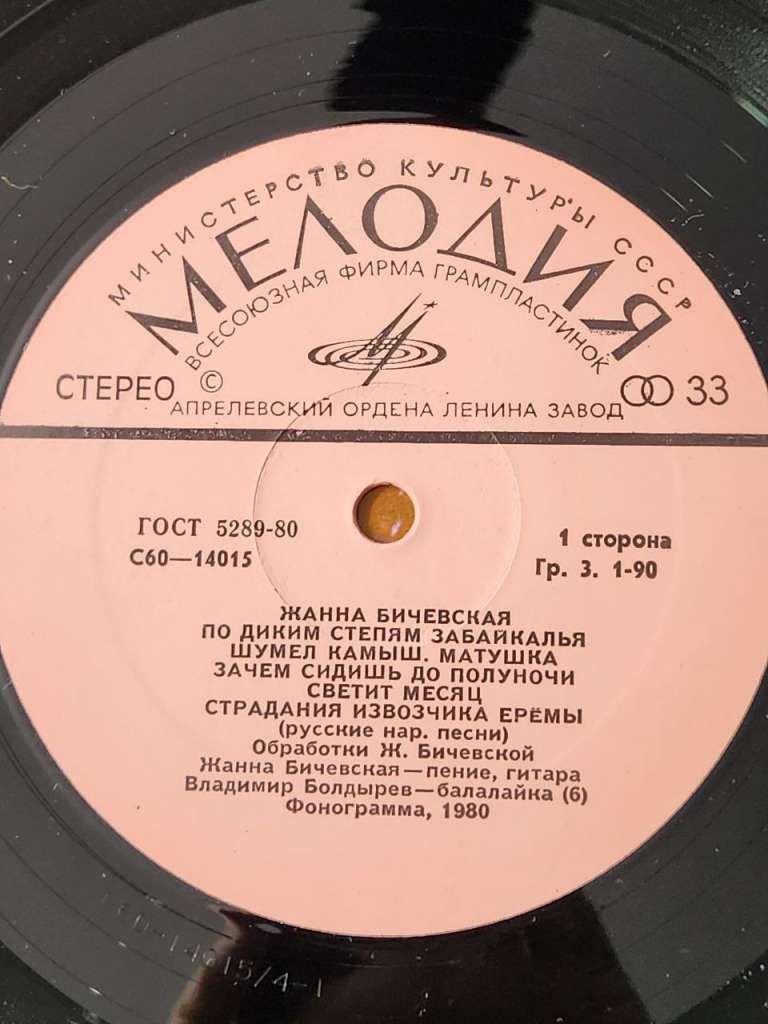 МИНИСТЕРСТВО КУЛЬТУРЫ СССР
МЕЛОДИЯ
ВСЕСОЮЗНАЯ ФИРМА ГРАМПЛАСТИНОК
СТЕРЕО ©
33
АПРЕЛЕВСКИЙ ОРДЕНА ЛЕНИНА ЗАВОД
ГОСТ 5289-80
С60—14015
1 сторона
Гр. 3. 1-90
ЖАННА БИЧЕВСКАЯ
ПО ДИКИМ СТЕПЯМ ЗАБАЙКАЛЬЯ
ШУМЕЛ КАМЫШ. МАТУШКА
ЗАЧЕМ СИДИШЬ ДО ПОЛУНОЧИ
СВЕТИТ МЕСЯЦ
СТРАДАНИЯ ИЗВОЗЧИКА ЕРЁМЫ
(русские нар. песни)
Обработки Ж. Бичевской
Жанна Бичевская—пение, гитара
Владимир Болдырев—балалайка (6)
Фонограмма, 1980